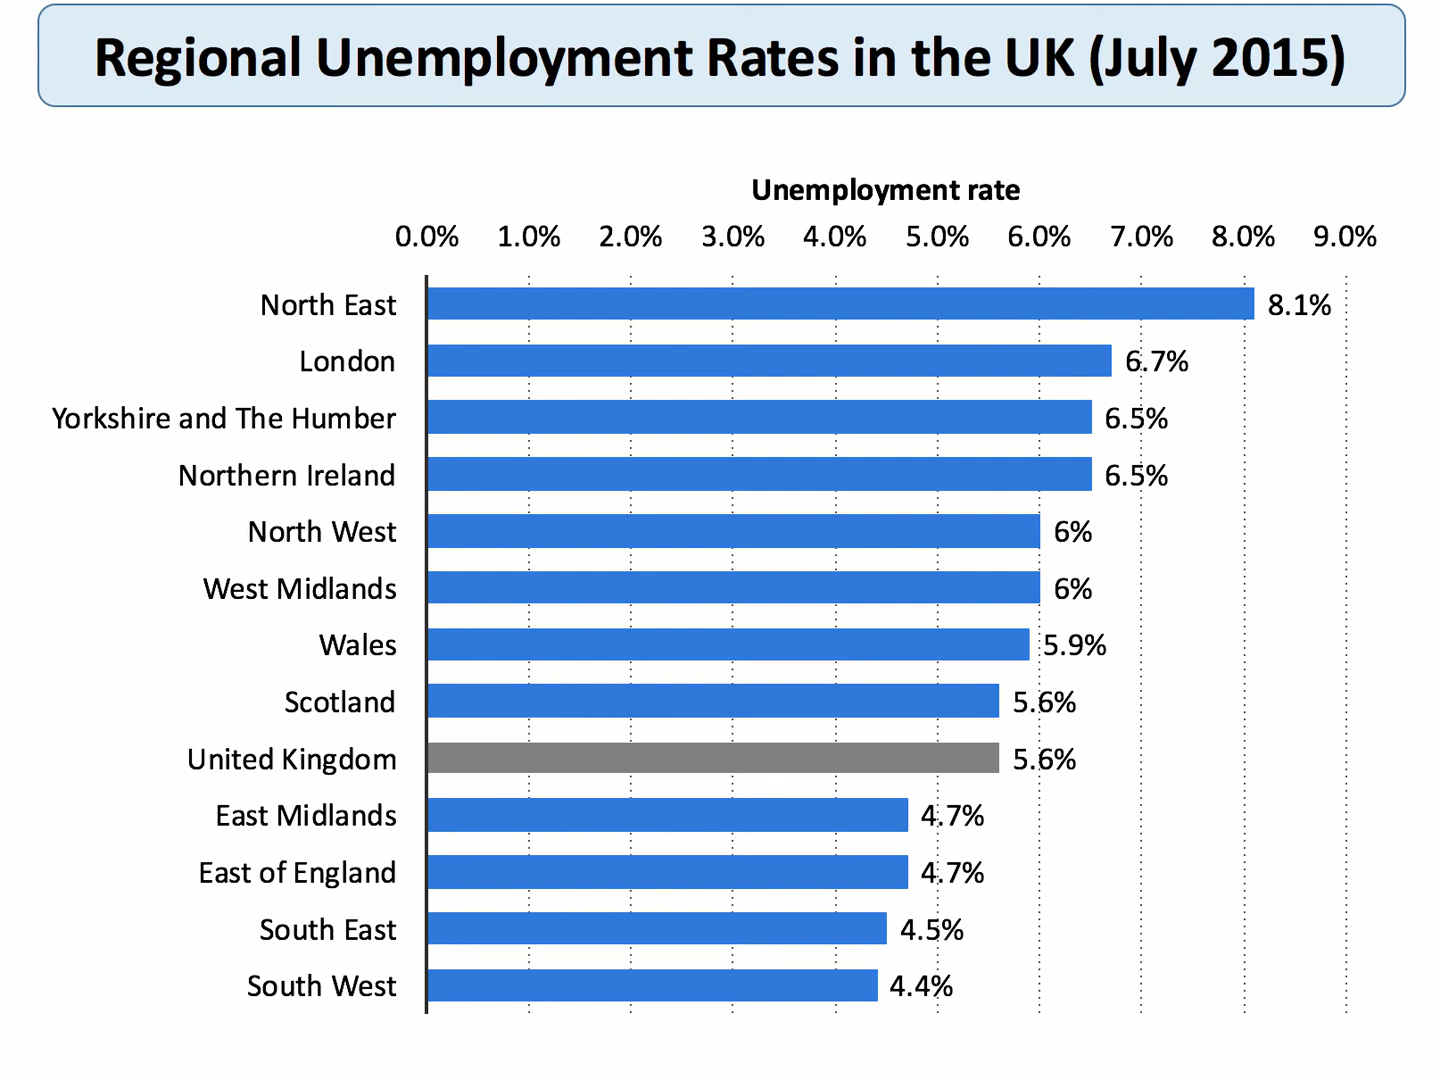 Regional Unemployment Rates in the UK (July 2015)
Unemployment rate
0.0% 1.0% 2.0% 3.0% 4.0% 5.0% 6.0% 7.0% 8.0% 9.0%
North East 8.1%
London 6.7%
Yorkshire and The Humber 6.5%
Northern Ireland 6.5%
North West 6%
West Midlands 6%
Wales 5.9%
Scotland 5.6%
United Kingdom 5.6%
East Midlands 4.7%
East of England 4.7%
South East 4.5%
South West 4.4%